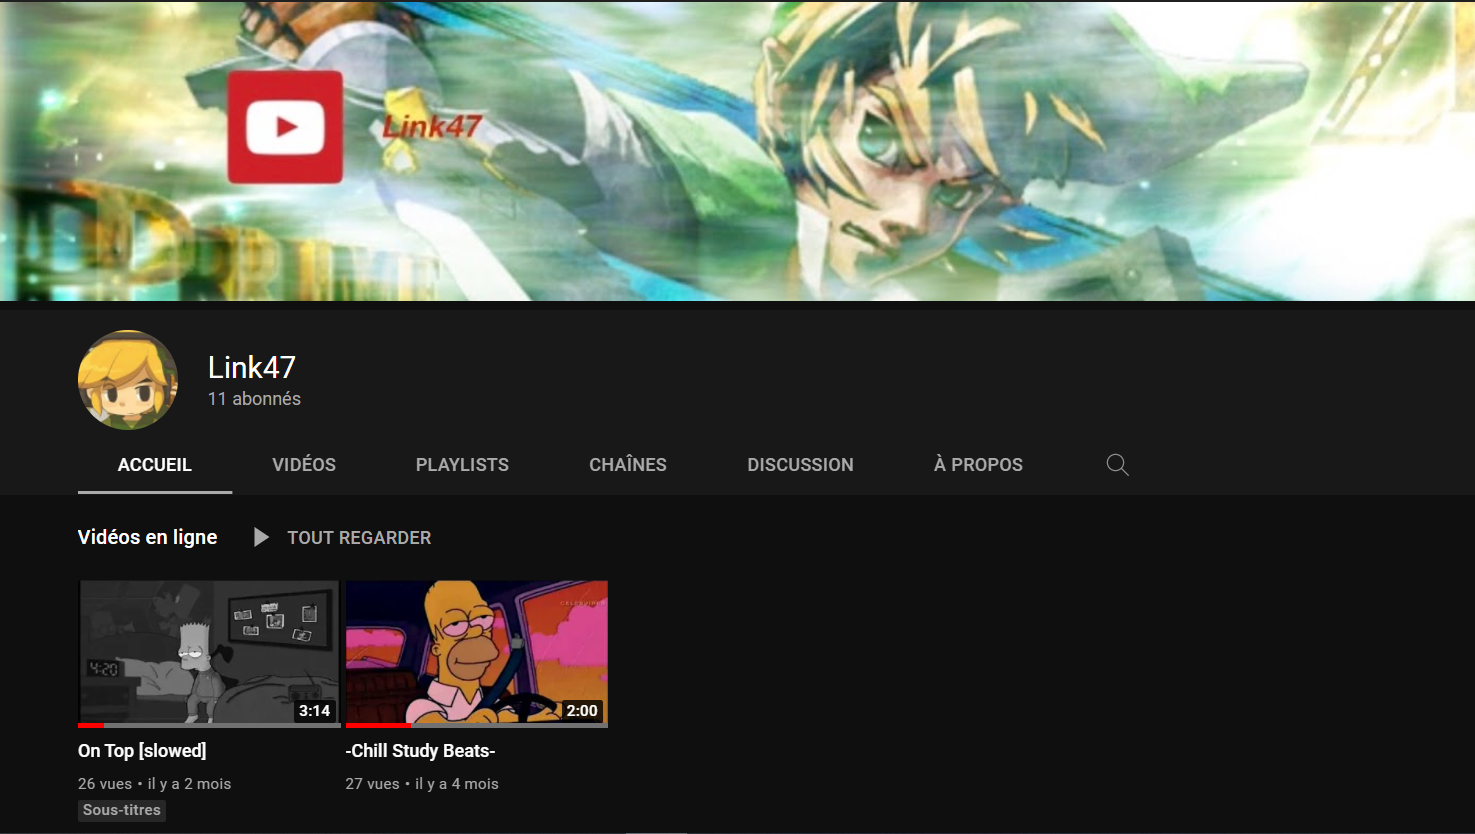 Link47
Link47
11 abonnés
ACCUEIL VIDÉOS PLAYLISTS CHAÎNES DISCUSSION À PROPOS
Vidéos en ligne TOUT REGARDER
4:20
3:14 2:00
On Top [slowed] -Chill Study Beats-
26 vues • il y a 2 mois 27 vues • il y a 4 mois
Sous-titres